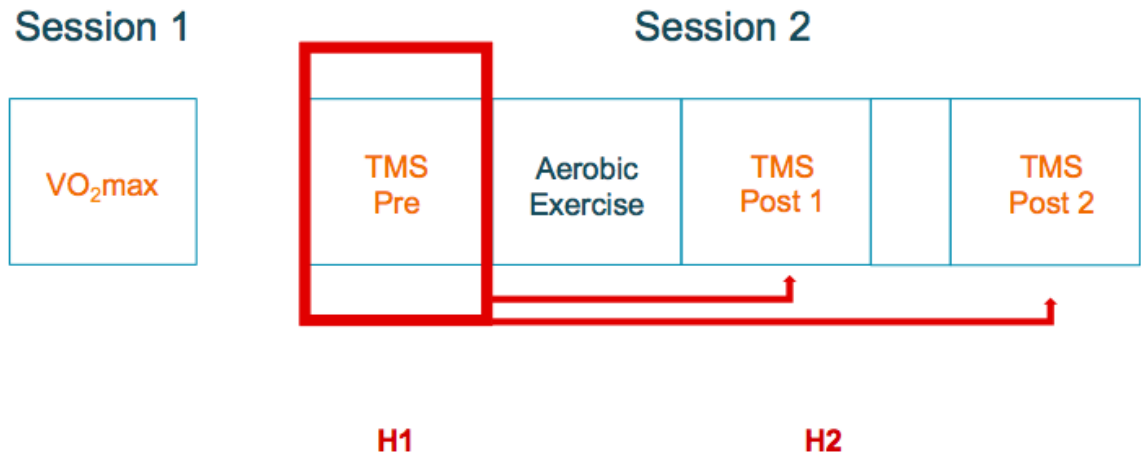 Session 1
Session 2
VO₂max
TMS
Pre
Aerobic
Exercise
TMS
Post 1
TMS
Post 2
H1
H2